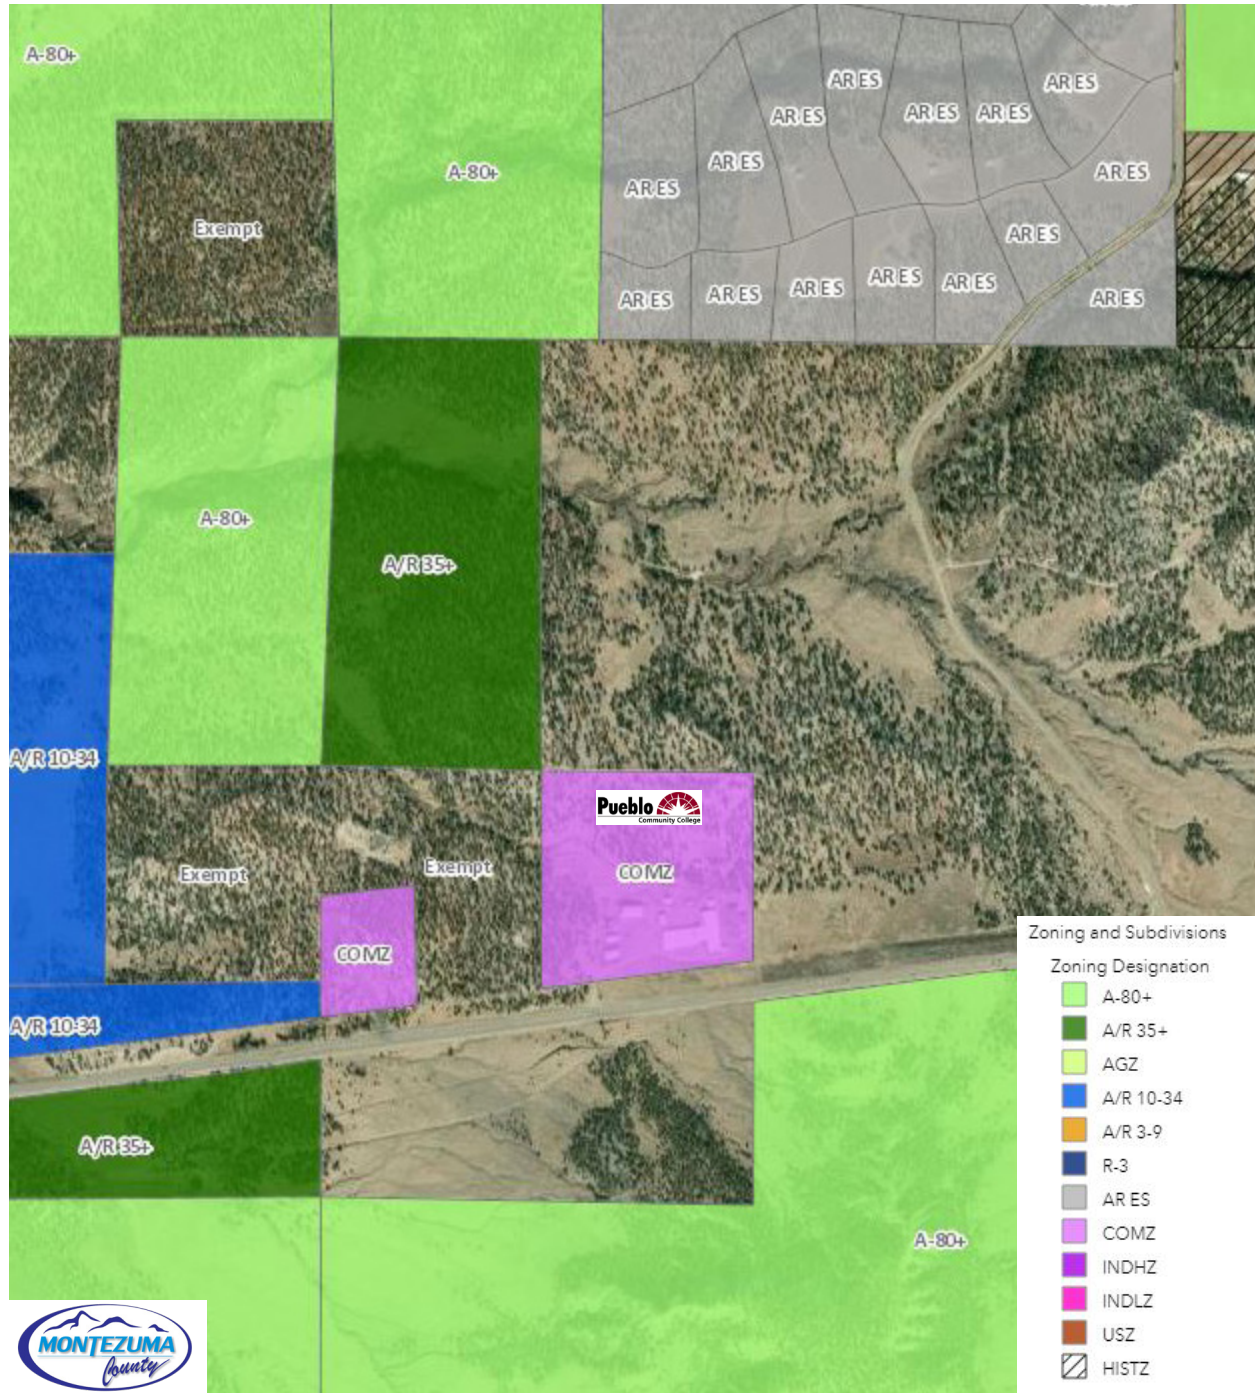 A-80+
AR ES
AR ES
AR ES
AR ES
AR ES
AR ES
AR ES
A-80+
AR ES
AR ES
Exempt
AR ES
AR ES
AR ES
AR ES
AR ES
AR ES
AR ES
A-80+
A/R 35+
A/R 10-34
Pueblo
Community College
Exempt
Exempt
COMZ
COMZ
A/R 10-34
A/R 35+
A-80+
Zoning and Subdivisions
Zoning Designation
A-80+
A/R 35+
AGZ
A/R 10-34
A/R 3-9
R-3
AR ES
COMZ
INDHZ
INDLZ
USZ
HISTZ
MONTEZUMA
County